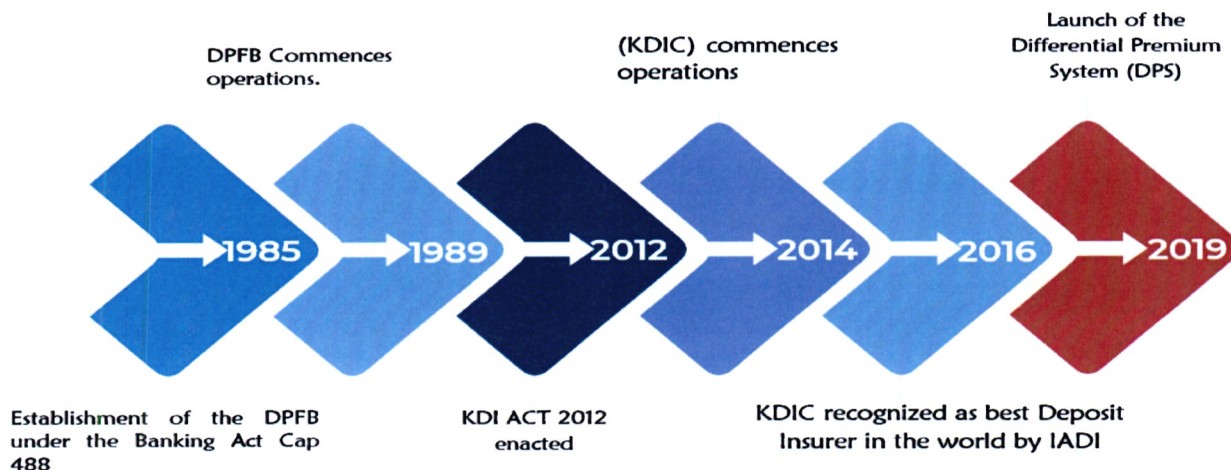 DPFB Commences
operations.
(KDIC) commences
operations
Launch of the
Differential Premium
System (DPS)
1985
1989
2012
2014
2016
2019
Establishment of the DPFB
under the Banking Act Cap
488
KDI ACT 2012
enacted
KDIC recognized as best Deposit
Insurer in the world by IADI